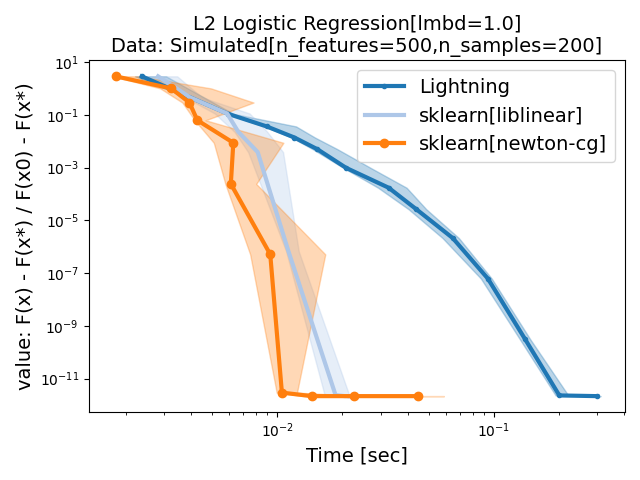 L2 Logistic Regression[lmbd=1.0]
Data: Simulated[n_features=500,n_samples=200]
value: F(x) - F(x*) / F(x0) - F(x*)
10¹
10⁻¹
10⁻³
10⁻⁵
10⁻⁷
10⁻⁹
10⁻¹¹
Lightning
sklearn[liblinear]
sklearn[newton-cg]
10⁻²
10⁻¹
Time [sec]